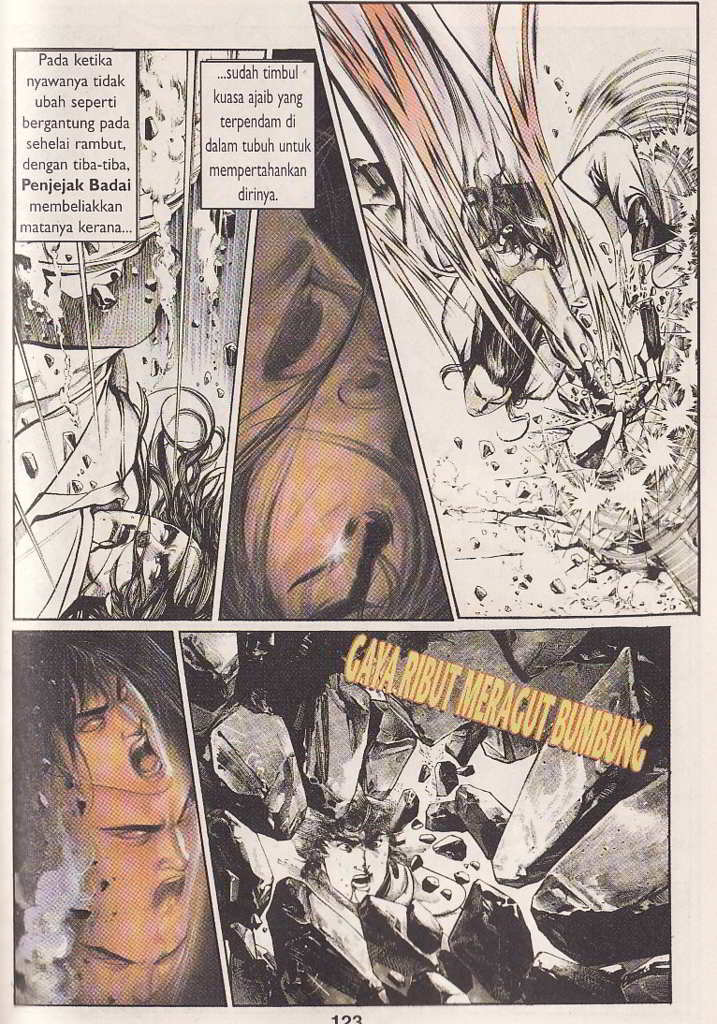 Pada ketika
nyawanya tidak
ubah seperti
bergantung pada
sehelai rambut,
dengan tiba-tiba,
Penjejak Badai
membeliakkan
matanya kerana...
...sudah timbul
kuasa ajaib yang
terpendam di
dalam tubuh untuk
mempertahankan
dirinya.
GAYA RIBUT MERAGUT BUMBUNG
123